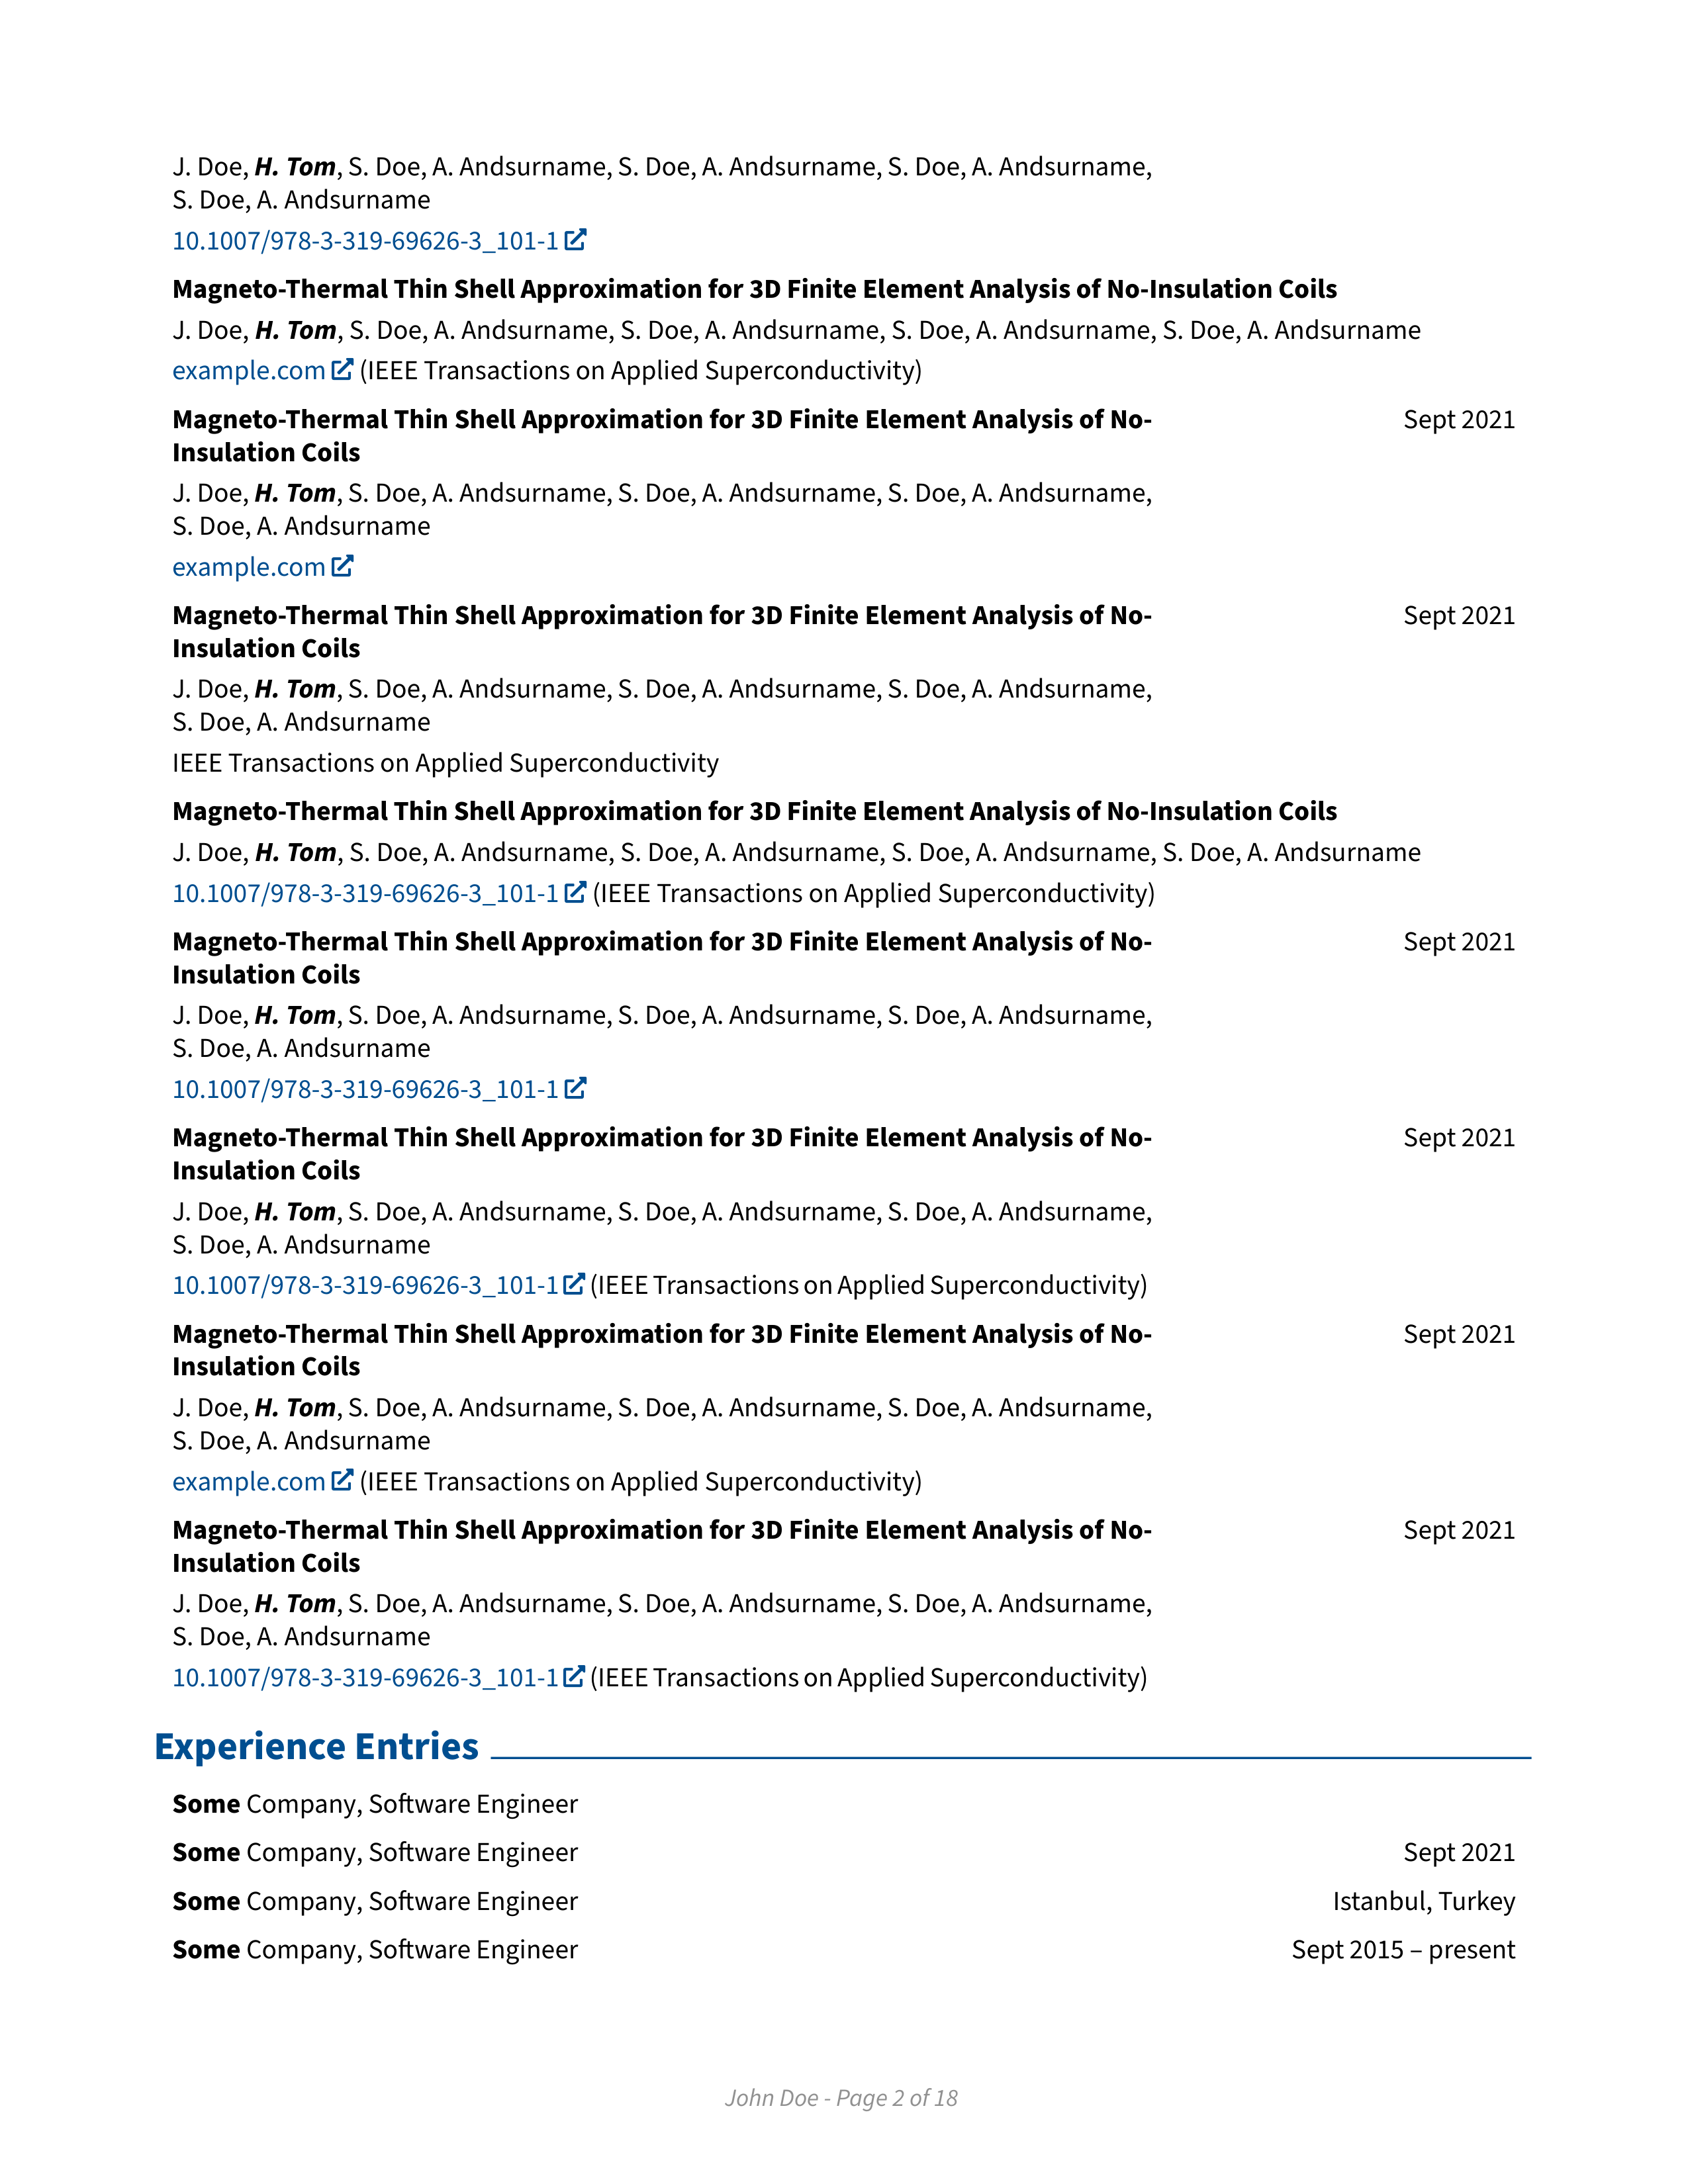 J. Doe, H. Tom, S. Doe, A. Andsurname, S. Doe, A. Andsurname, S. Doe, A. Andsurname,
S. Doe, A. Andsurname
10.1007/978-3-319-69626-3_101-1
Magneto-Thermal Thin Shell Approximation for 3D Finite Element Analysis of No-Insulation Coils
J. Doe, H. Tom, S. Doe, A. Andsurname, S. Doe, A. Andsurname, S. Doe, A. Andsurname, S. Doe, A. Andsurname
example.com (IEEE Transactions on Applied Superconductivity)
Magneto-Thermal Thin Shell Approximation for 3D Finite Element Analysis of No- Sept 2021
Insulation Coils
J. Doe, H. Tom, S. Doe, A. Andsurname, S. Doe, A. Andsurname, S. Doe, A. Andsurname,
S. Doe, A. Andsurname
example.com
Magneto-Thermal Thin Shell Approximation for 3D Finite Element Analysis of No- Sept 2021
Insulation Coils
J. Doe, H. Tom, S. Doe, A. Andsurname, S. Doe, A. Andsurname, S. Doe, A. Andsurname,
S. Doe, A. Andsurname
IEEE Transactions on Applied Superconductivity
Magneto-Thermal Thin Shell Approximation for 3D Finite Element Analysis of No-Insulation Coils
J. Doe, H. Tom, S. Doe, A. Andsurname, S. Doe, A. Andsurname, S. Doe, A. Andsurname, S. Doe, A. Andsurname
10.1007/978-3-319-69626-3_101-1 (IEEE Transactions on Applied Superconductivity)
Magneto-Thermal Thin Shell Approximation for 3D Finite Element Analysis of No- Sept 2021
Insulation Coils
J. Doe, H. Tom, S. Doe, A. Andsurname, S. Doe, A. Andsurname, S. Doe, A. Andsurname,
S. Doe, A. Andsurname
10.1007/978-3-319-69626-3_101-1
Magneto-Thermal Thin Shell Approximation for 3D Finite Element Analysis of No- Sept 2021
Insulation Coils
J. Doe, H. Tom, S. Doe, A. Andsurname, S. Doe, A. Andsurname, S. Doe, A. Andsurname,
S. Doe, A. Andsurname
10.1007/978-3-319-69626-3_101-1 (IEEE Transactions on Applied Superconductivity)
Magneto-Thermal Thin Shell Approximation for 3D Finite Element Analysis of No- Sept 2021
Insulation Coils
J. Doe, H. Tom, S. Doe, A. Andsurname, S. Doe, A. Andsurname, S. Doe, A. Andsurname,
S. Doe, A. Andsurname
example.com (IEEE Transactions on Applied Superconductivity)
Magneto-Thermal Thin Shell Approximation for 3D Finite Element Analysis of No- Sept 2021
Insulation Coils
J. Doe, H. Tom, S. Doe, A. Andsurname, S. Doe, A. Andsurname, S. Doe, A. Andsurname,
S. Doe, A. Andsurname
10.1007/978-3-319-69626-3_101-1 (IEEE Transactions on Applied Superconductivity)
Experience Entries
Some Company, Software Engineer
Some Company, Software Engineer Sept 2021
Some Company, Software Engineer Istanbul, Turkey
Some Company, Software Engineer Sept 2015 – present
John Doe - Page 2 of 18